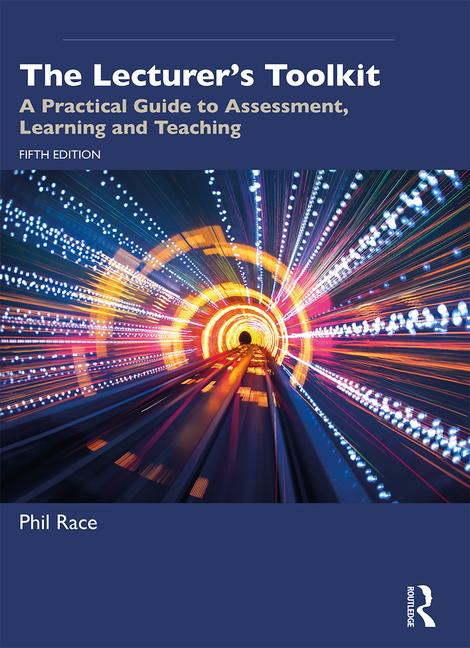 The Lecturer's Toolkit
A Practical Guide to Assessment,
Learning and Teaching
FIFTH EDITION
Phil Race
ROUTLEDGE